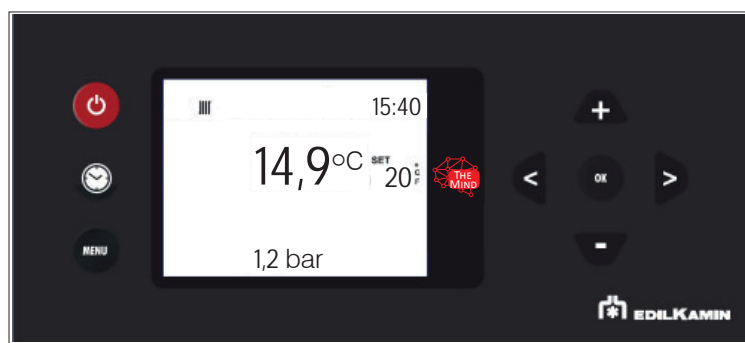 15:40
14,9°C
SET
20
°C
F
THE
MIND
1,2 bar
MENU
<
OK
>
+
-
EDILKAMIN